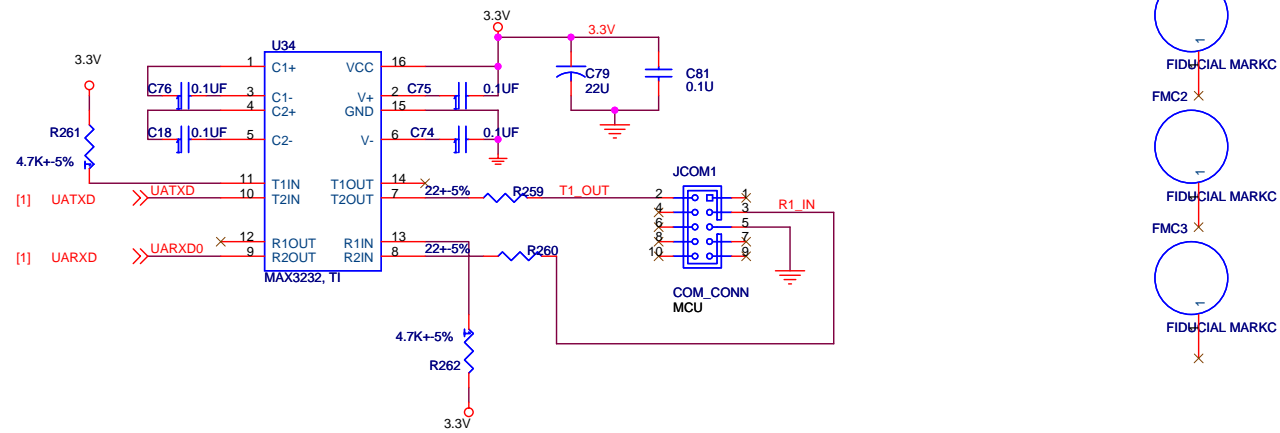 3.3V
3.3V
U34
3.3V
1 C1+ VCC 16
C76 0.1UF
3 C1- V+ 2
C75 0.1UF
4 C2+ GND 15
C18 0.1UF
5 C2- V- 6
C74 0.1UF
C79
22U
C81
0.1U
R261
4.7K+-5%
11 T1IN T1OUT 14
[1] UATXD UATXD 10 T2IN T2OUT 7 22+-5% R259 T1_OUT
12 R1OUT R1IN 13
[1] UARXD UARXD0 9 R2OUT R2IN 8 22+-5% R260
MAX3232, TI
JCOM1
2 1
4 3 R1_IN
6 5
8 7
10 9
COM_CONN
MCU
4.7K+-5%
R262
3.3V
1
FIDUCIAL MARKC
FMC2
1
FIDUCIAL MARKC
FMC3
1
FIDUCIAL MARKC